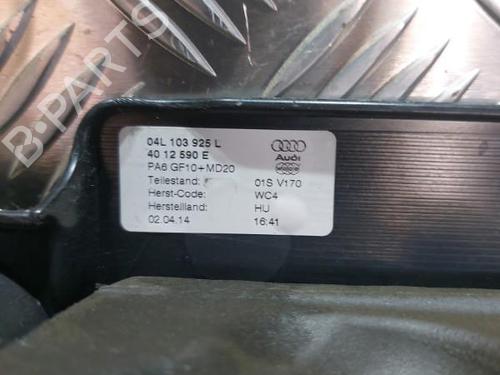 B-PARTS
04L 103 925 L
40 12 590 E
Audi
PA6 GF10+MD20
Teilestand: 01S V170
Herst-Code: WC4
Herstelland: HU
02.04.14 16:41